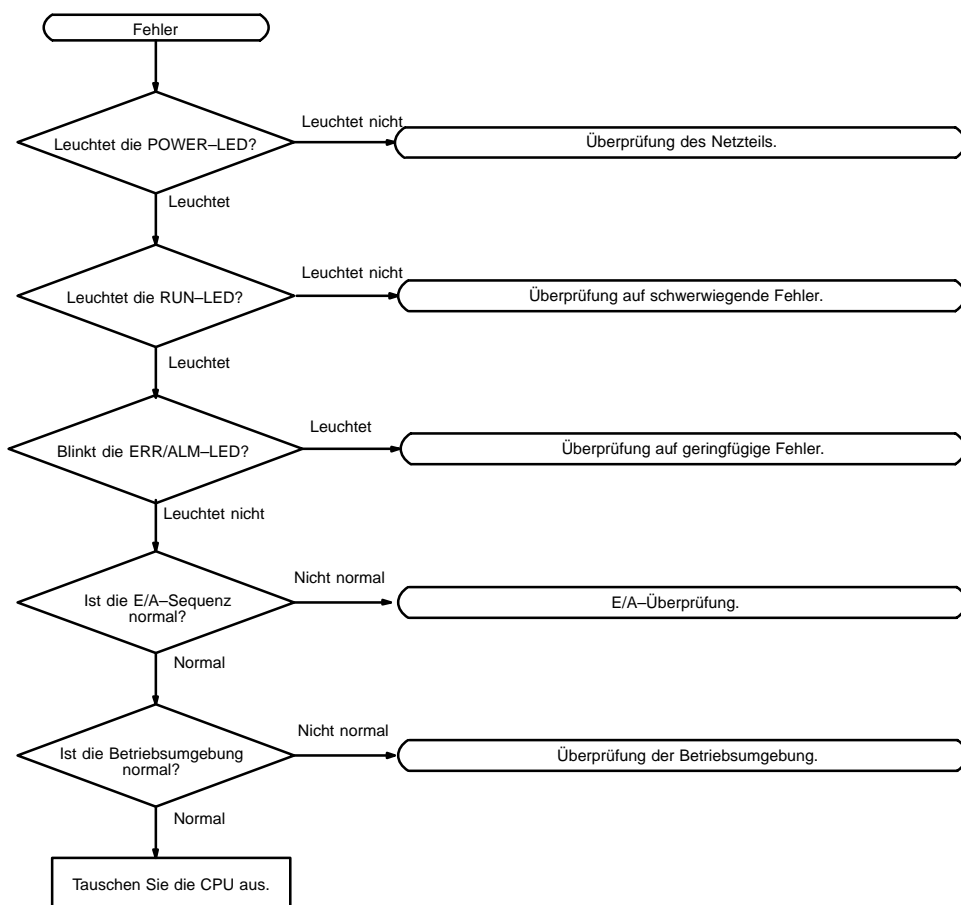 Fehler
Leuchtet die POWER–LED?
Leuchtet nicht
Überprüfung des Netzteils.
Leuchtet
Leuchtet die RUN–LED?
Leuchtet nicht
Überprüfung auf schwerwiegende Fehler.
Leuchtet
Blinkt die ERR/ALM–LED?
Leuchtet
Überprüfung auf geringfügige Fehler.
Leuchtet nicht
Ist die E/A–Sequenz
normal?
Nicht normal
E/A–Überprüfung.
Normal
Ist die Betriebsumgebung
normal?
Nicht normal
Überprüfung der Betriebsumgebung.
Normal
Tauschen Sie die CPU aus.